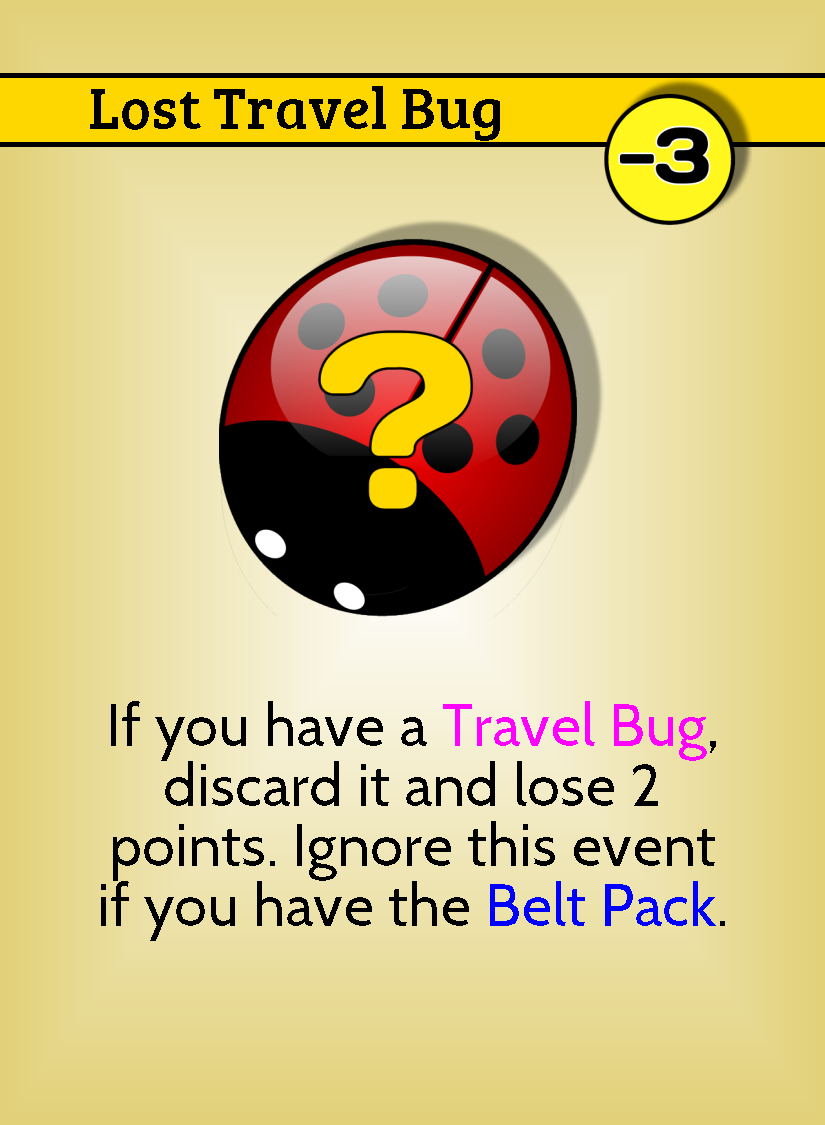 Lost Travel Bug
-3
?
If you have a Travel Bug,
discard it and lose 2
points. Ignore this event
if you have the Belt Pack.